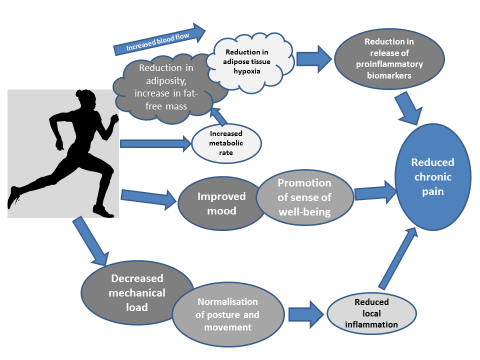 Increased blood flow
Reduction in
adipose tissue
hypoxia
Reduction in
release of
proinflammatory
biomarkers
Reduction in
adiposity,
increase in fat-
free mass
Increased
metabolic
rate
Reduced
chronic
pain
Improved
mood
Promotion
of sense of
well-being
Decreased
mechanical
load
Normalisation
of posture and
movement
Reduced
local
inflammation